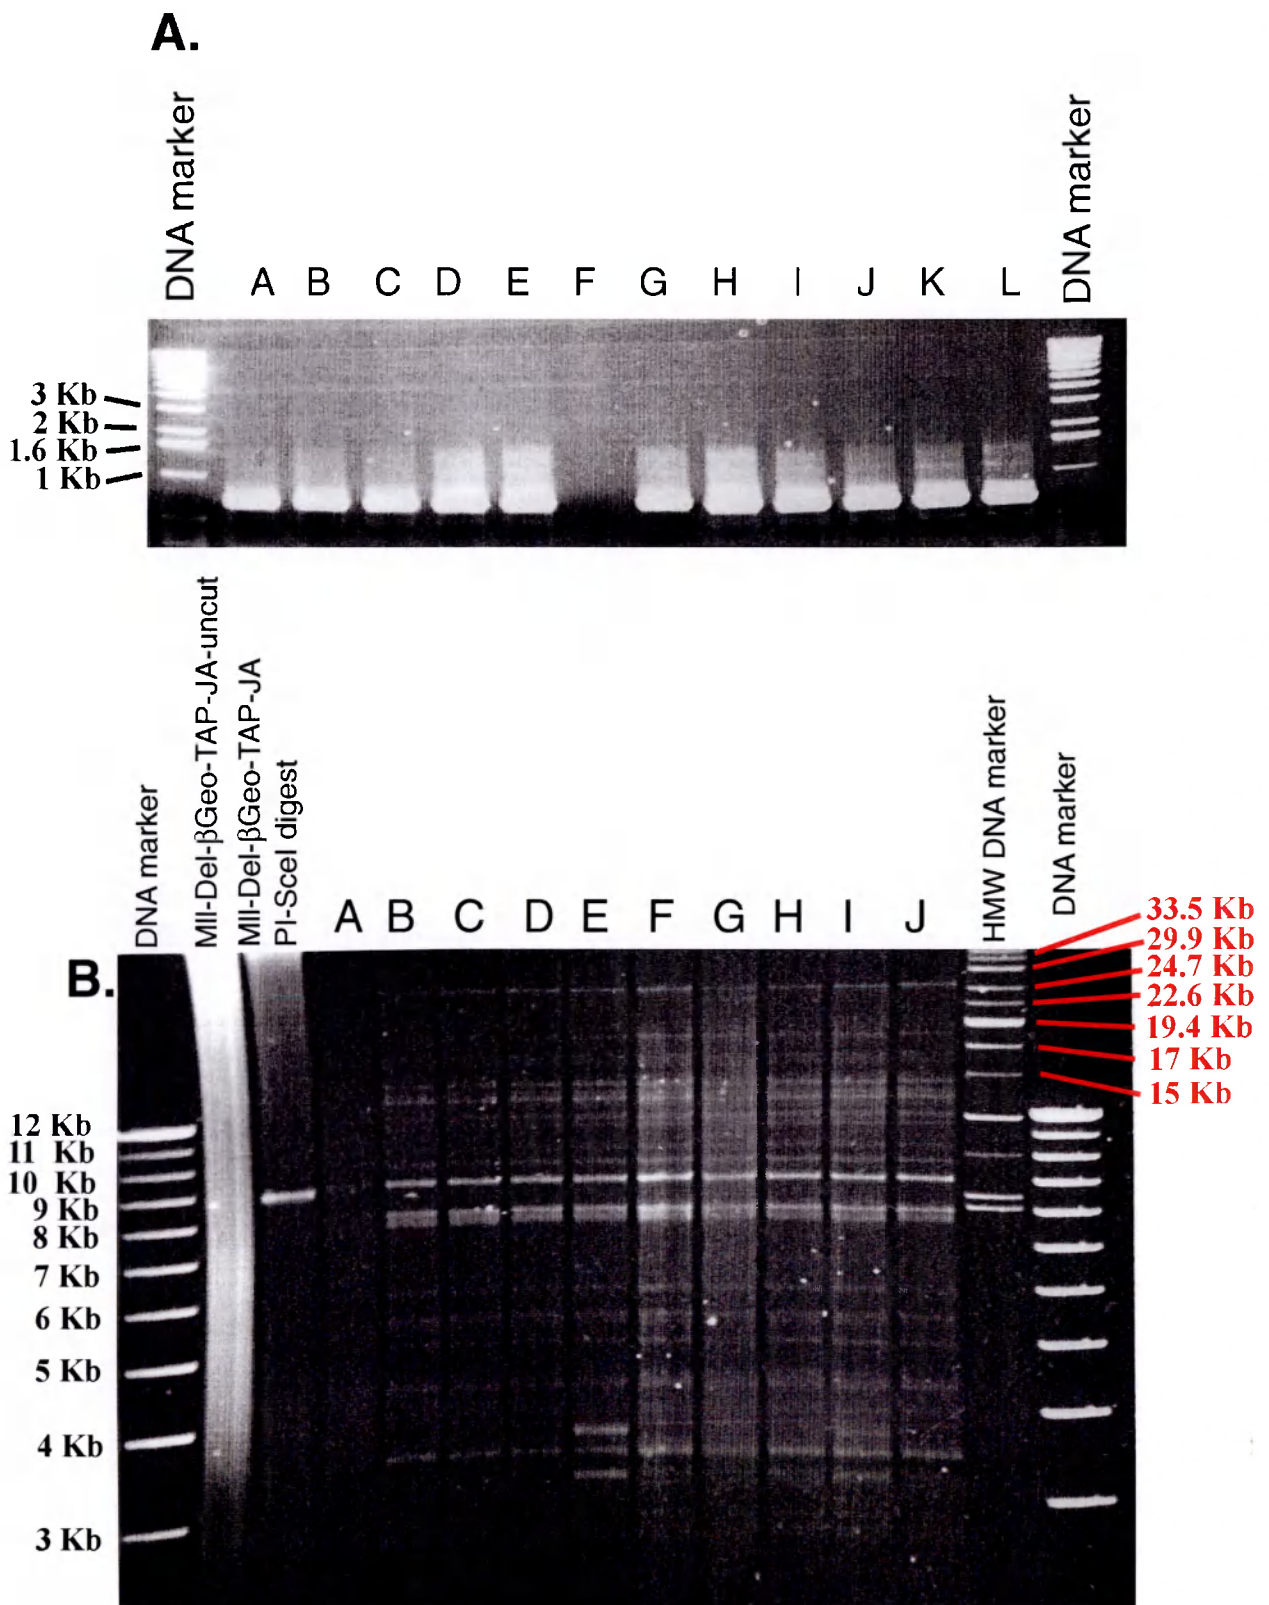 A.
DNA marker
A B C D E F G H I J K L
DNA marker
3 Kb
2 Kb
1.6 Kb
1 Kb
DNA marker
Mll-Del-βGeo-TAP-JA-uncut
Mll-Del-βGeo-TAP-JA
PI-SceI digest
A B C D E F G H I J
HMW DNA marker
DNA marker
B.
33.5 Kb
29.9 Kb
24.7 Kb
22.6 Kb
19.4 Kb
17 Kb
15 Kb
12 Kb
11 Kb
10 Kb
9 Kb
8 Kb
7 Kb
6 Kb
5 Kb
4 Kb
3 Kb